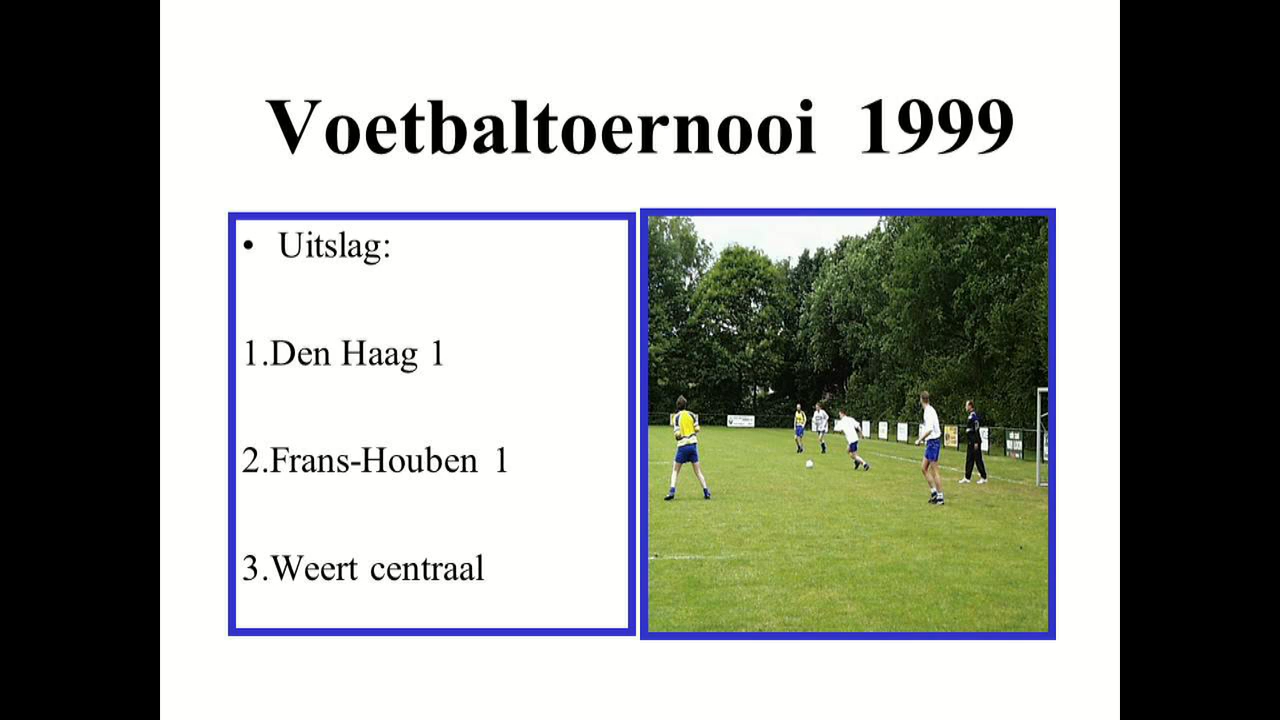 Voetbaltoernooi 1999
• Uitslag:
1.Den Haag 1
2.Frans-Houben 1
3.Weert centraal